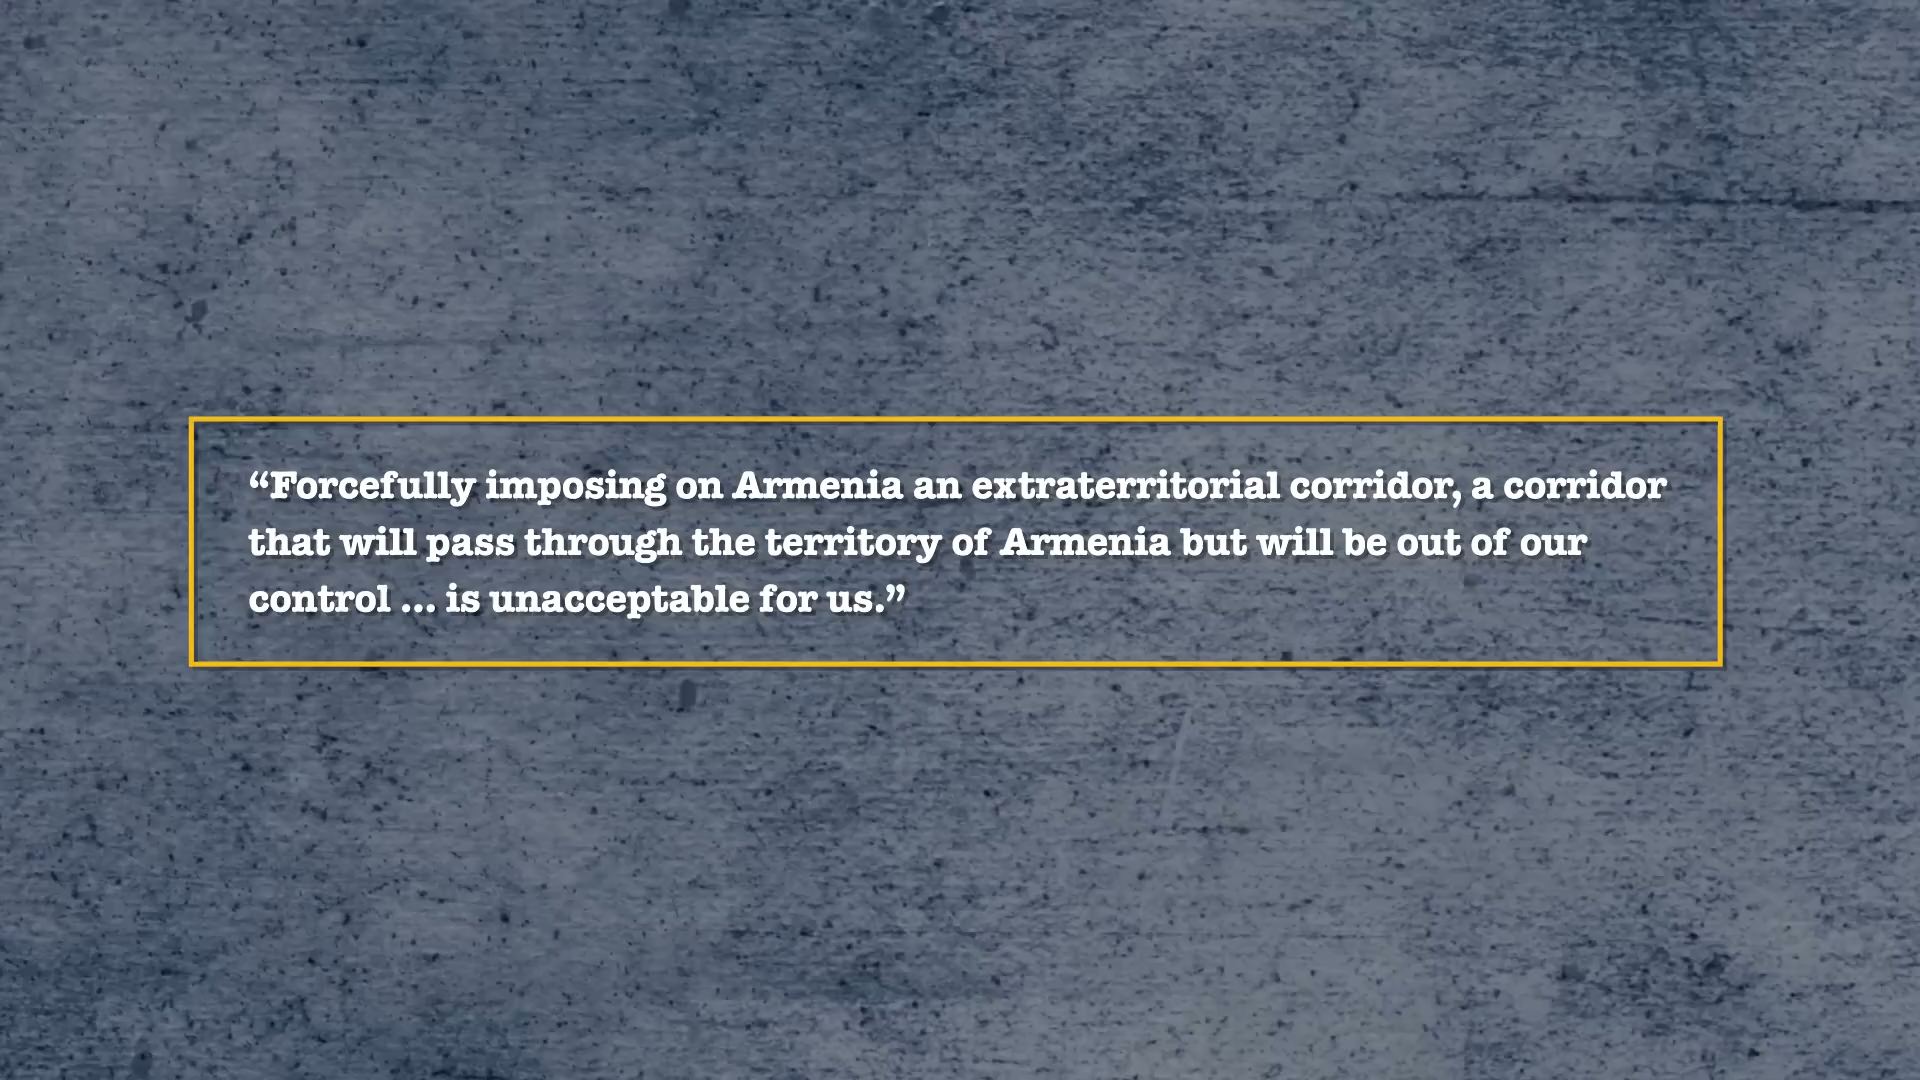 “Forcefully imposing on Armenia an extraterritorial corridor, a corridor
that will pass through the territory of Armenia but will be out of our
control ... is unacceptable for us.”